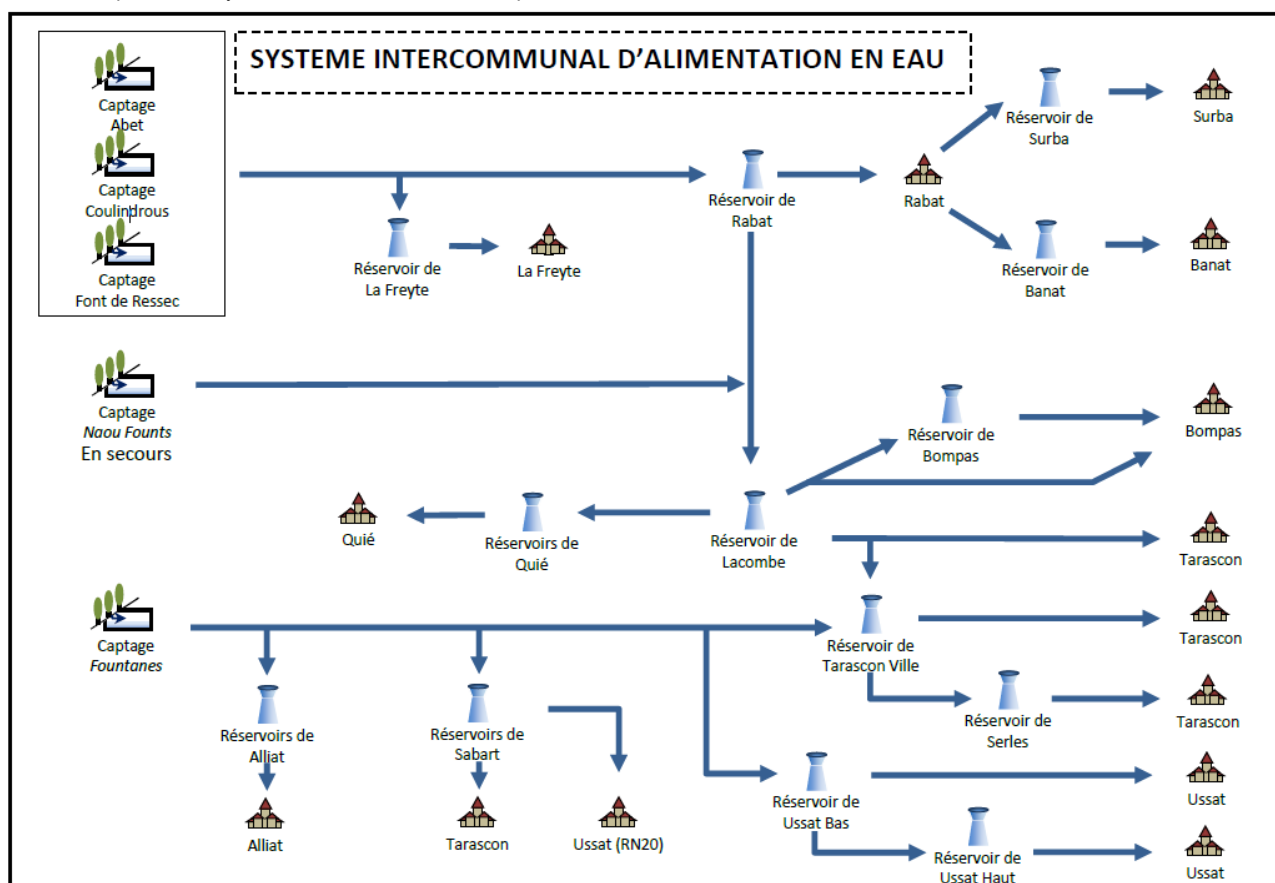 SYSTEME INTERCOMMUNAL D'ALIMENTATION EN EAU
Captage
Abet
Captage
Coulindrous
Captage
Font de Ressec
Réservoir de
La Freyte
La Freyte
Réservoir de
Rabat
Rabat
Réservoir de
Surba
Surba
Réservoir de
Banat
Banat
Captage
Naou Founts
En secours
Réservoir de
Bompas
Bompas
Quié
Réservoirs de
Quié
Réservoir de
Lacombe
Tarascon
Captage
Fountanes
Réservoir de
Tarascon Ville
Tarascon
Réservoirs de
Alliat
Réservoirs de
Sabart
Réservoir de
Serles
Tarascon
Alliat
Tarascon
Ussat (RN20)
Réservoir de
Ussat Bas
Ussat
Réservoir de
Ussat Haut
Ussat